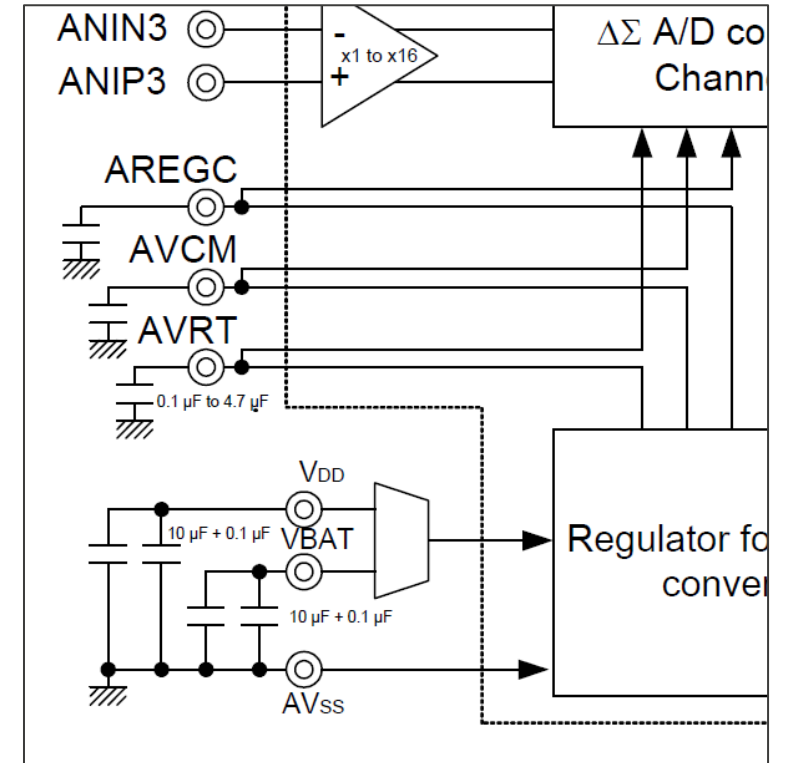 ANIN3
-
x1 to x16
ANIP3
+
ΔΣ A/D co
Chann
AREGC
AVCM
AVRT
0.1 µF to 4.7 µF
VDD
10 µF + 0.1 µF
VBAT
Regulator fo
conver
10 µF + 0.1 µF
AVss